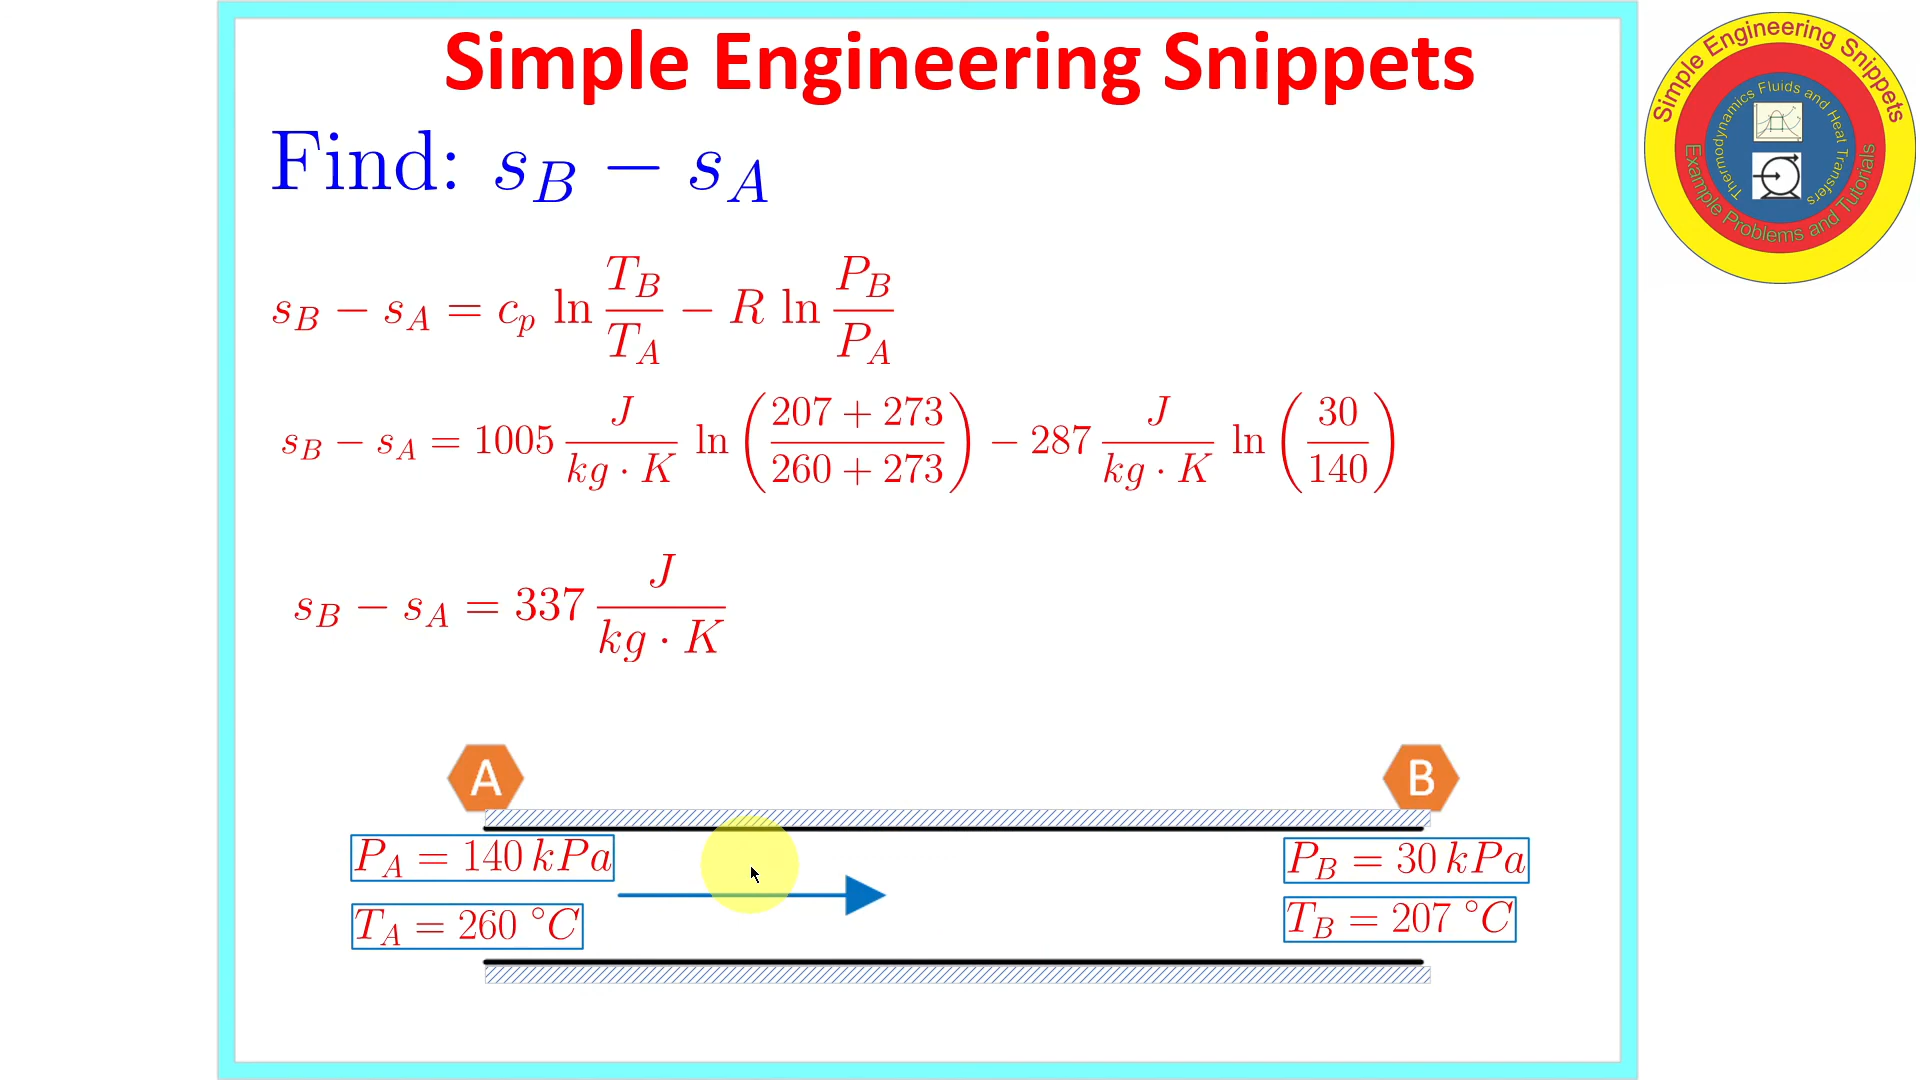 Simple Engineering Snippets
Find: s_B − s_A
s_B − s_A = c_p ln T_B/T_A − R ln P_B/P_A
s_B − s_A = 1005 J/(kg · K) ln ((207 + 273)/(260 + 273)) − 287 J/(kg · K) ln (30/140)
s_B − s_A = 337 J/(kg · K)
A
B
P_A = 140 kPa
P_B = 30 kPa
T_A = 260 °C
T_B = 207 °C
Simple Engineering Snippets
Thermodynamics Fluids and Heat Transfers
Example Problems and Tutorials